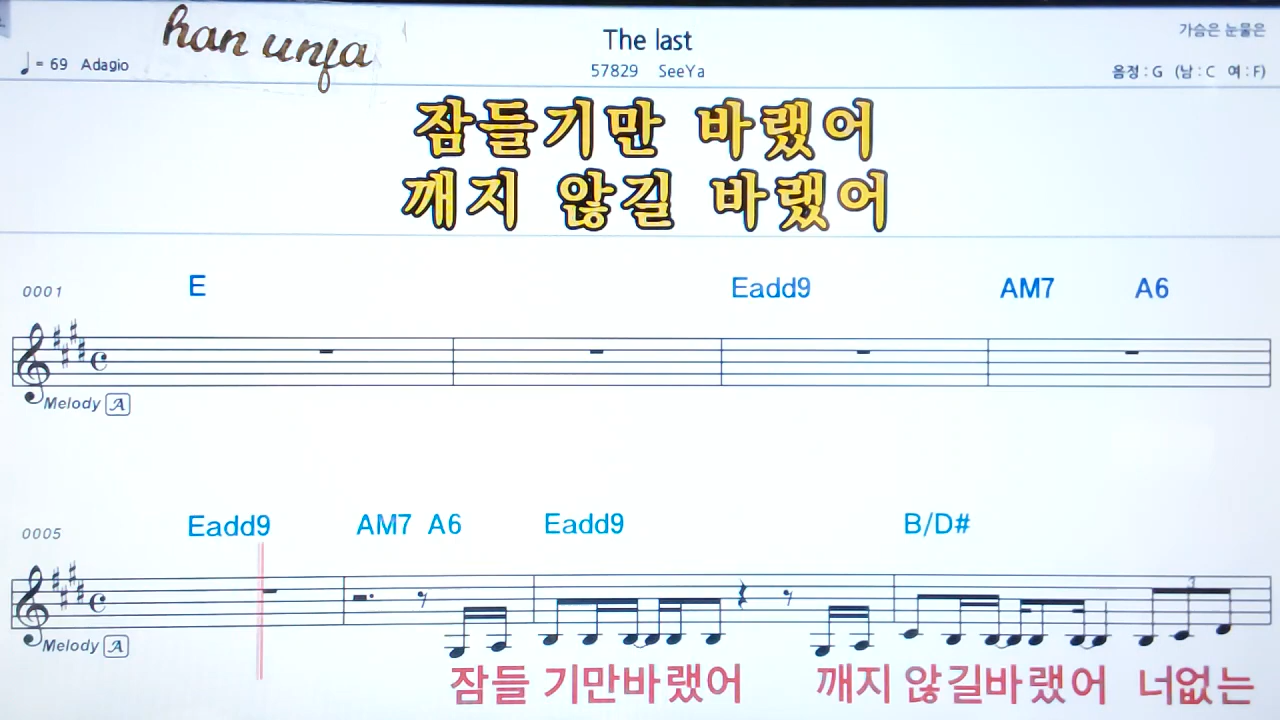 han unfa
The last
가슴은 눈물은
♩ = 69 Adagio
57829 SeeYa
음정 : G (남 : C 여 : F)
잠들기만 바랬어
깨지 않길 바랬어
0001 E Eadd9 AM7 A6
Melody A
0005 Eadd9 AM7 A6 Eadd9 B/D#
3
Melody A
잠들 기만바랬어 깨지 않길바랬어 너없는